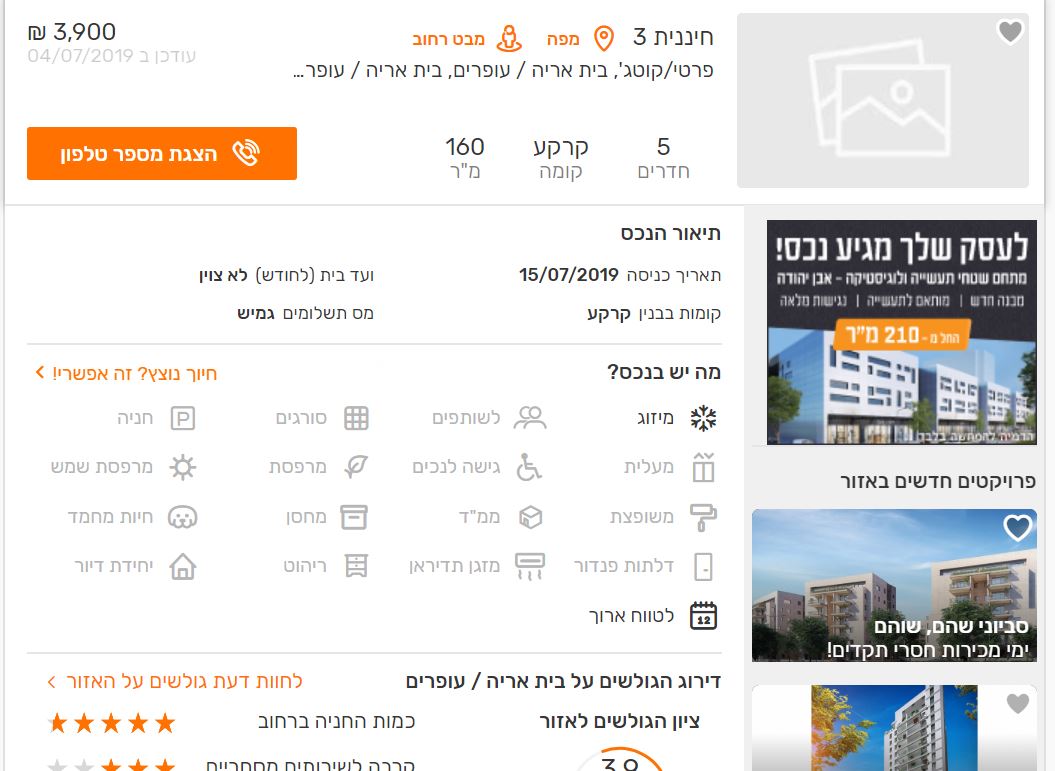 חיננית 3 מפה מבט רחוב
פרטי/קוטג', בית אריה / עופרים, בית אריה / עופר...
₪ 3,900
עודכן ב 04/07/2019
5 קרקע 160
חדרים קומה מ"ר
הצגת מספר טלפון
תיאור הנכס
תאריך כניסה 15/07/2019 ועד בית (לחודש) לא צוין
קומות בבנין קרקע מס תשלומים גמיש
מה יש בנכס? חיוך נוצץ? זה אפשרי!
מיזוג לשותפים סורגים חניה
מעלית גישה לנכים מרפסת מרפסת שמש
משופצת ממ"ד מחסן חיות מחמד
דלתות פנדור מזגן תדיראן ריהוט יחידת דיור
12 לטווח ארוך
דירוג הגולשים על בית אריה / עופרים לחוות דעת גולשים על האזור
ציון הגולשים לאזור כמות החניה ברחוב
3.9 קרבה לשירותים מסחריים
לעסק שלך מגיע נכס!
מתחם שטחי תעשייה ולוגיסטיקה - אבן יהודה
מבנה חדש | מותאם לתעשייה | נגישות מלאה
החל מ - 210 מ"ר
הדמיה להמחשה בלבד
פרויקטים חדשים באזור
סביוני שהם, שוהם
ימי מכירות חסרי תקדים!